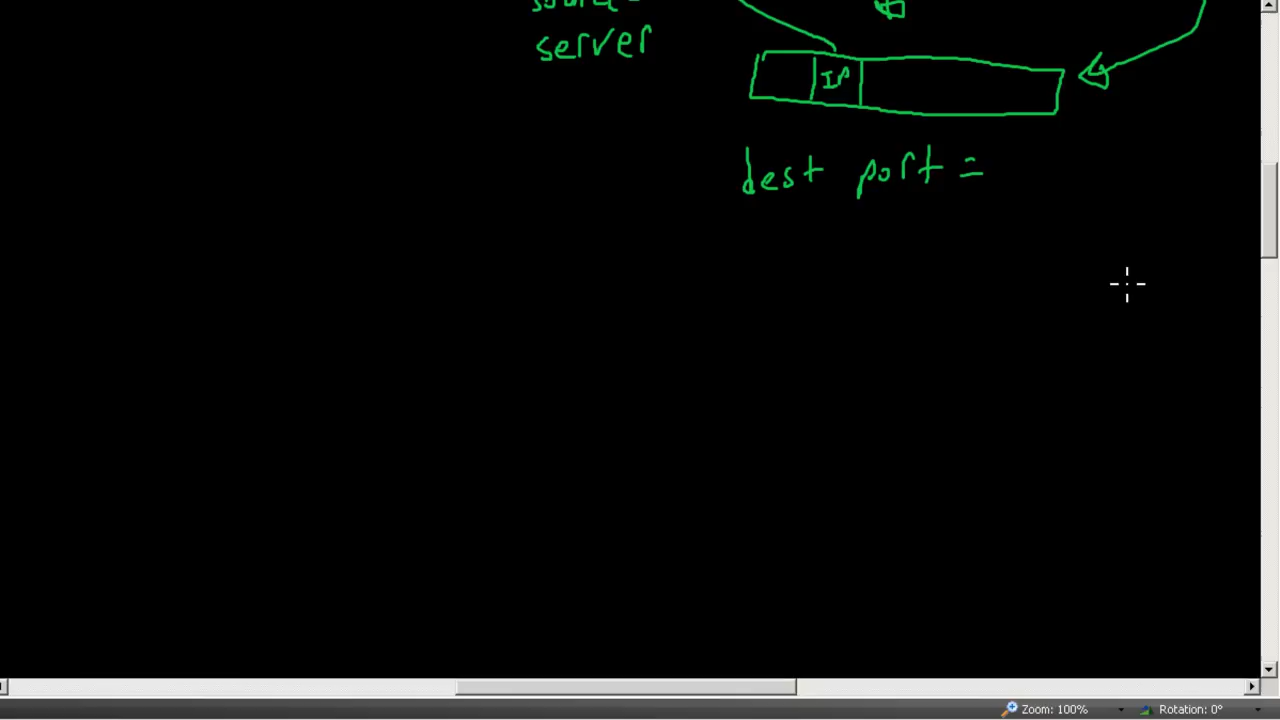 server
IP
dest port =
Zoom: 100%
Rotation: 0°